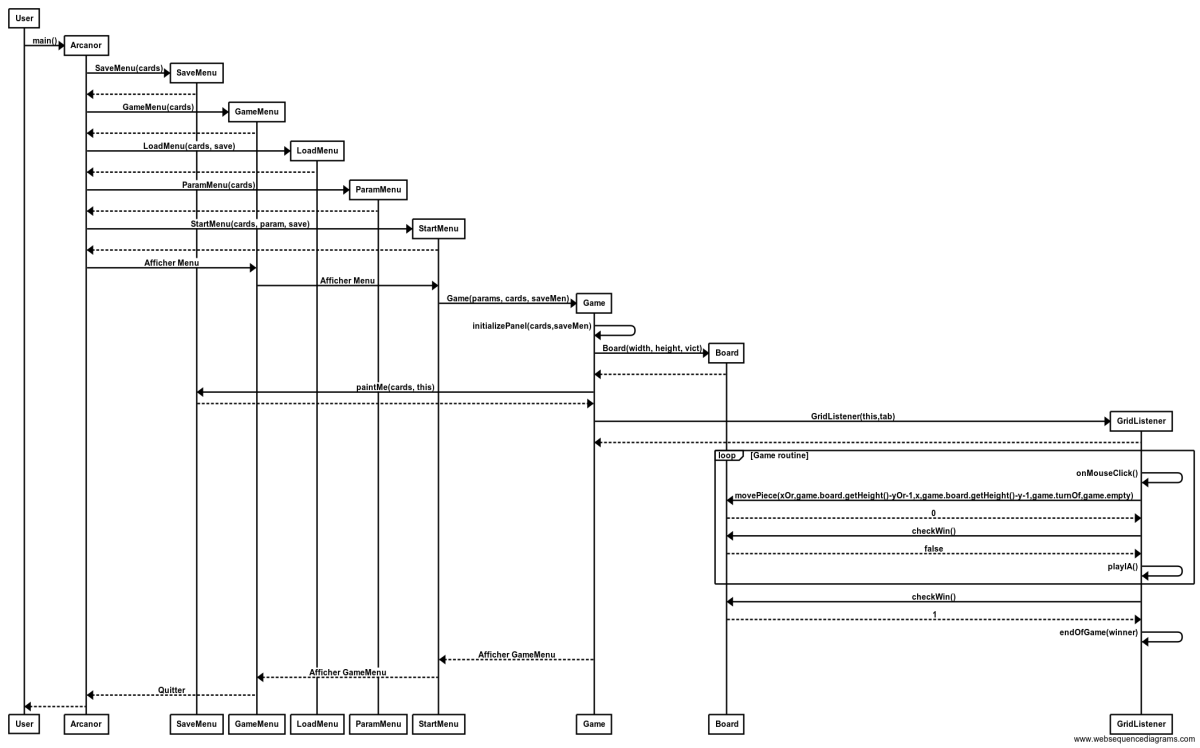 User
main()
Arcanor
SaveMenu(cards)
SaveMenu
GameMenu(cards)
GameMenu
LoadMenu(cards, save)
LoadMenu
ParamMenu(cards)
ParamMenu
StartMenu(cards, param, save)
StartMenu
Afficher Menu
Afficher Menu
Game(params, cards, saveMen)
Game
initializePanel(cards,saveMen)
Board(width, height, vict)
Board
paintMe(cards, this)
GridListener(this,tab)
GridListener
loop [Game routine]
onMouseClick()
movePiece(xOr,game.board.getHeight()-yOr-1,x,game.board.getHeight()-y-1,game.turnOf,game.empty)
0
checkWin()
false
playIA()
checkWin()
1
endOfGame(winner)
Afficher GameMenu
Afficher GameMenu
Quitter
User Arcanor SaveMenu GameMenu LoadMenu ParamMenu StartMenu Game Board GridListener
www.websequencediagrams.com